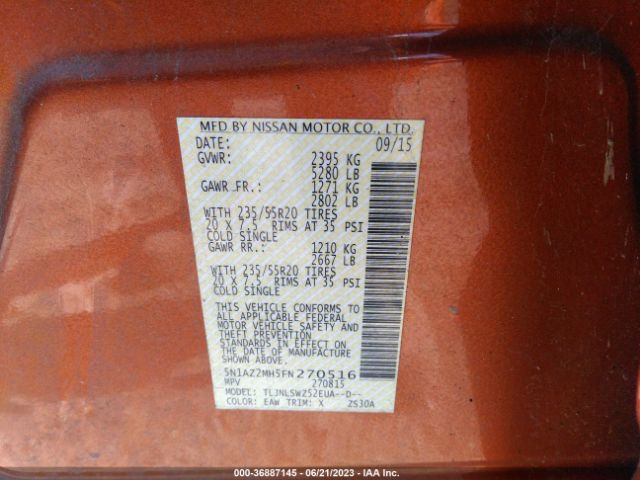 MFD BY NISSAN MOTOR CO., LTD.
DATE: 09/15
GVWR: 2395 KG
5280 LB
GAWR FR.: 1271 KG
2802 LB
WITH 235/55R20 TIRES
20 X 7.5 RIMS AT 35 PSI
COLD SINGLE
GAWR RR.: 1210 KG
2667 LB
WITH 235/55R20 TIRES
20 X 7.5 RIMS AT 35 PSI
COLD SINGLE
THIS VEHICLE CONFORMS TO
ALL APPLICABLE FEDERAL
MOTOR VEHICLE SAFETY AND
THEFT PREVENTION
STANDARDS IN EFFECT ON
THE DATE OF MANUFACTURE
SHOWN ABOVE.
5N1AZ2MH5FN270516
MPV 270815
MODEL: TLJNLSWZ52EUA--D--
COLOR: EAW TRIM: X ZS30A
000-36887145 - 06/21/2023 - IAA Inc.